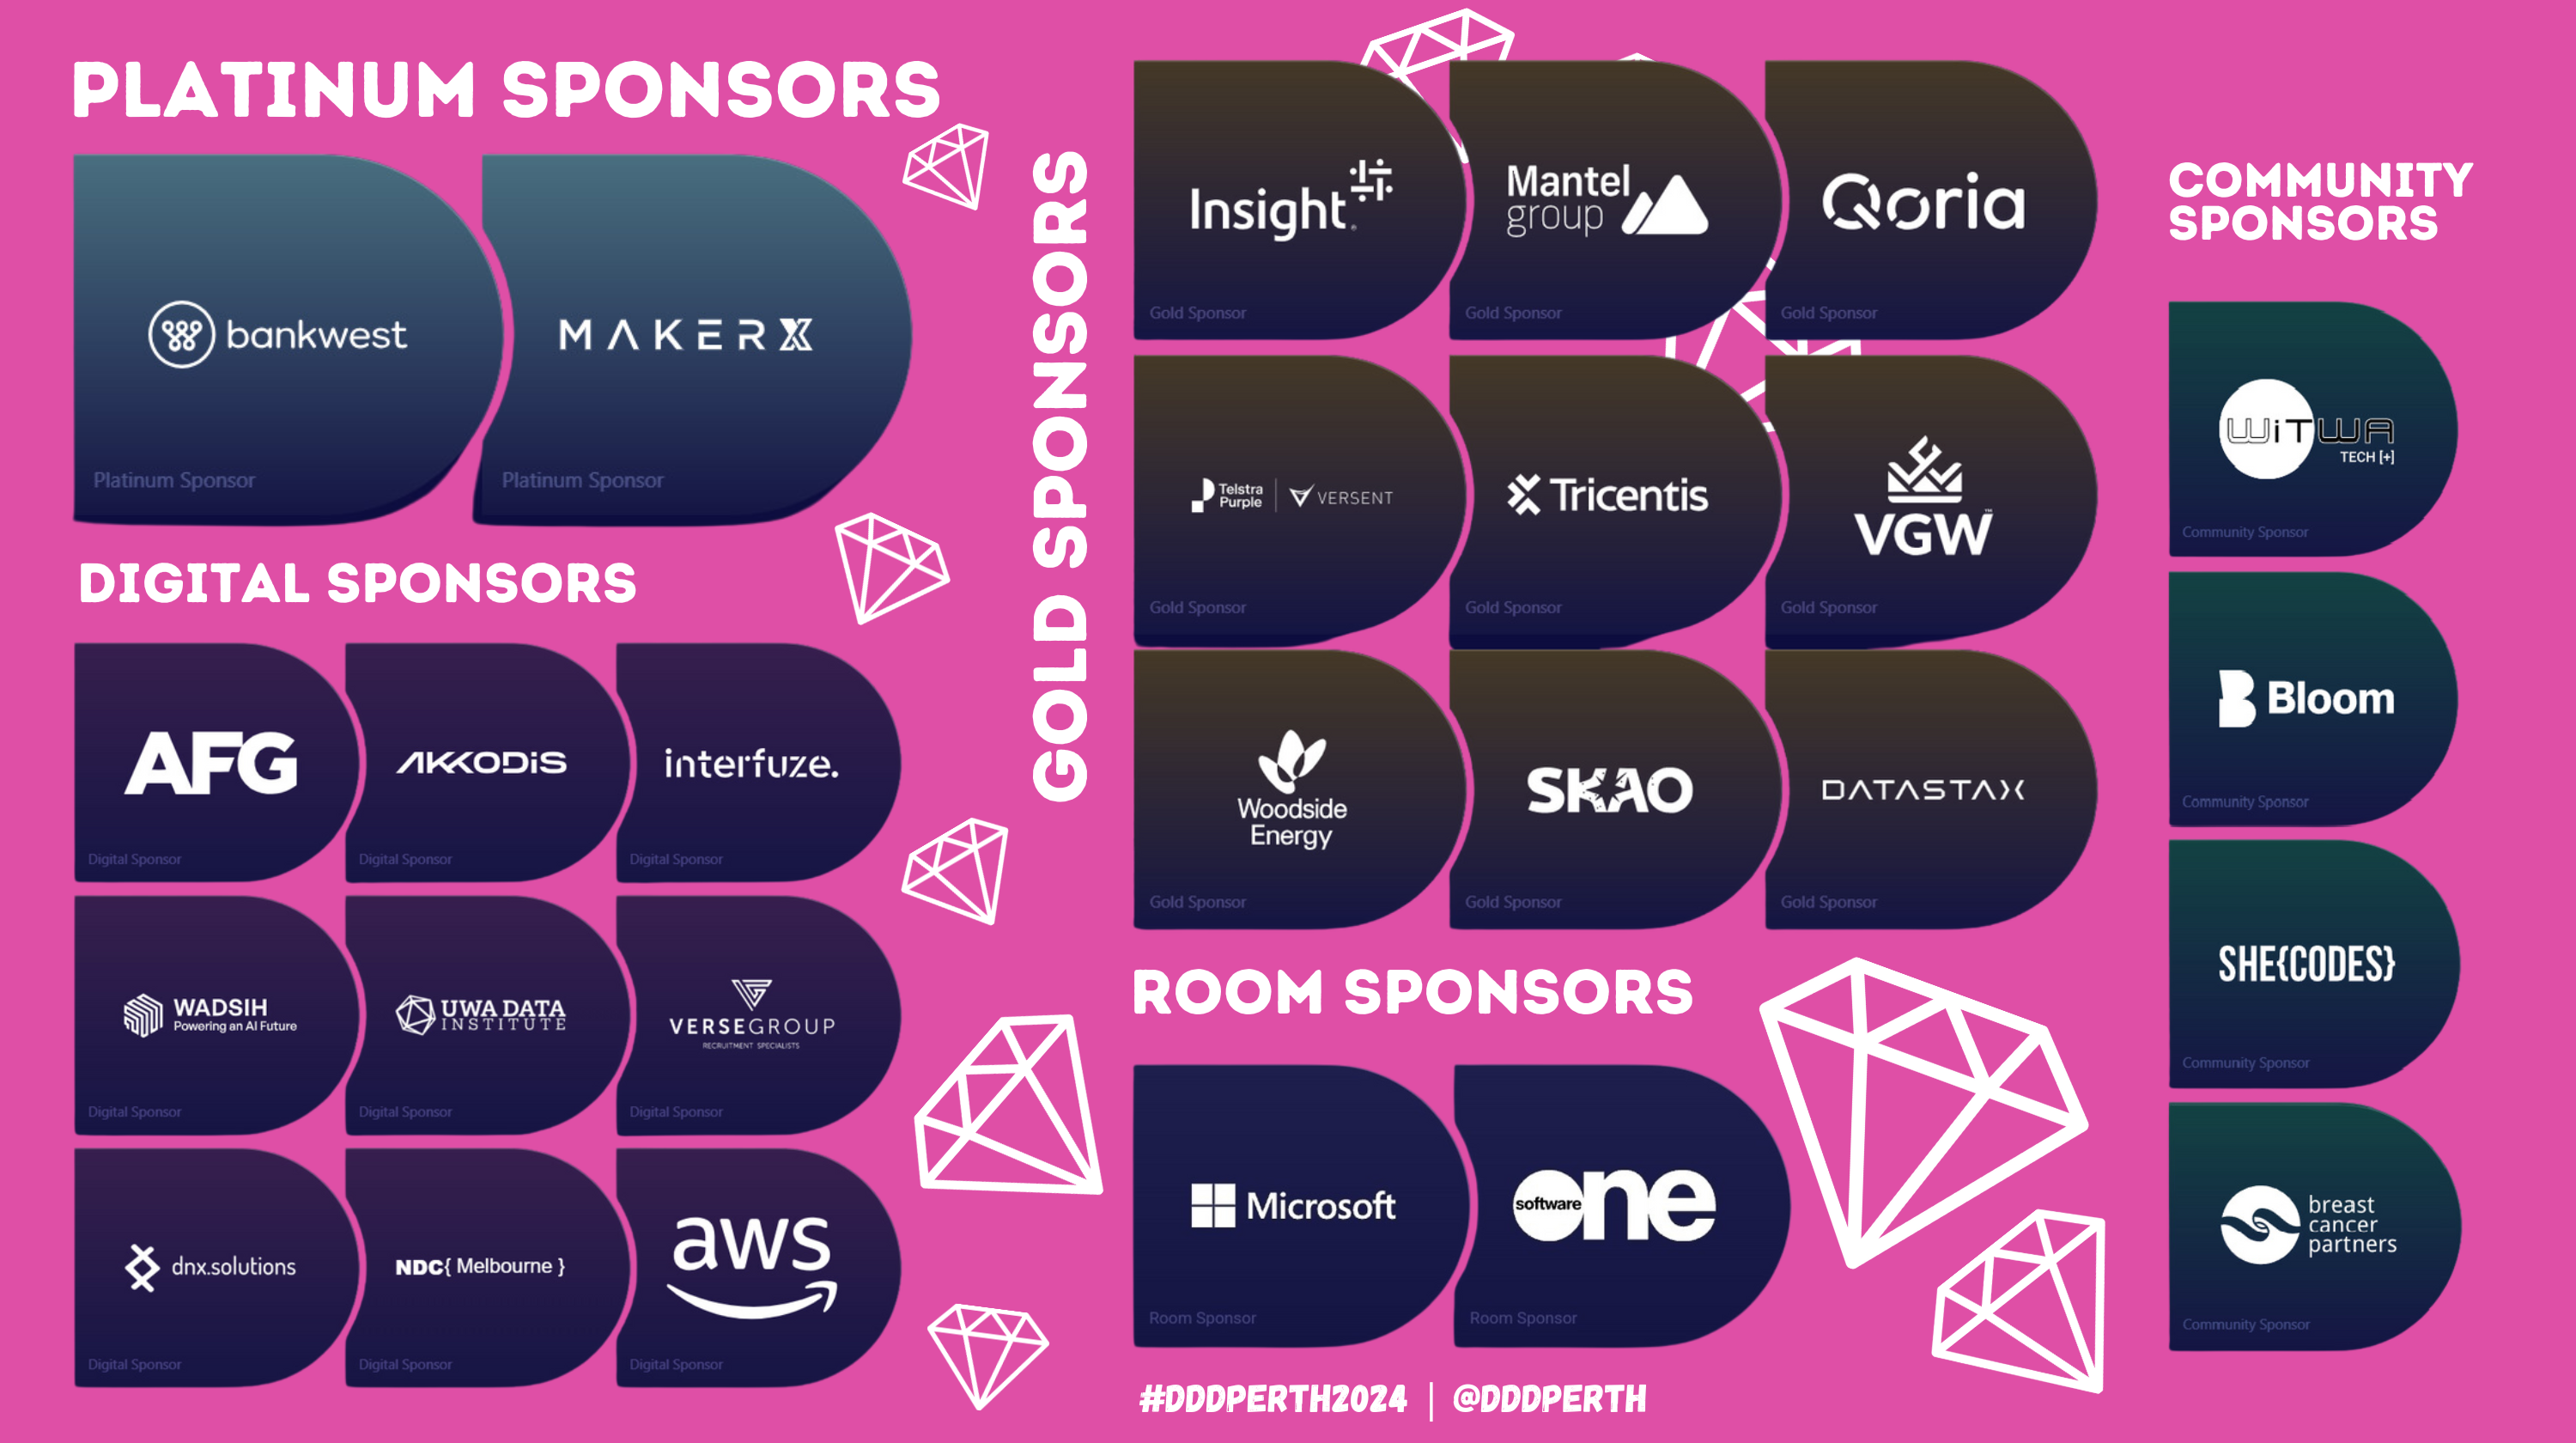 PLATINUM SPONSORS
bankwest
Platinum Sponsor
MAKERX
Platinum Sponsor
DIGITAL SPONSORS
AFG
Digital Sponsor
AKKODiS
Digital Sponsor
interfuze.
Digital Sponsor
WADSIH
Powering an AI Future
Digital Sponsor
UWA DATA
INSTITUTE
Digital Sponsor
VERSEGROUP
RECRUITMENT SPECIALISTS
Digital Sponsor
dnx.solutions
Digital Sponsor
NDC{ Melbourne }
Digital Sponsor
aws
Digital Sponsor
GOLD SPONSORS
Insight
Gold Sponsor
Mantel
group
Gold Sponsor
Qoria
Gold Sponsor
Telstra
Purple
VERSENT
Gold Sponsor
Tricentis
Gold Sponsor
VGW™
Gold Sponsor
Woodside
Energy
Gold Sponsor
SKAO
Gold Sponsor
DATASTAX
Gold Sponsor
ROOM SPONSORS
Microsoft
Room Sponsor
software one
Room Sponsor
#DDDPERTH2024 | @DDDPERTH
COMMUNITY
SPONSORS
WiTWA
TECH [+]
Community Sponsor
Bloom
Community Sponsor
SHE{CODES}
Community Sponsor
breast
cancer
partners
Community Sponsor